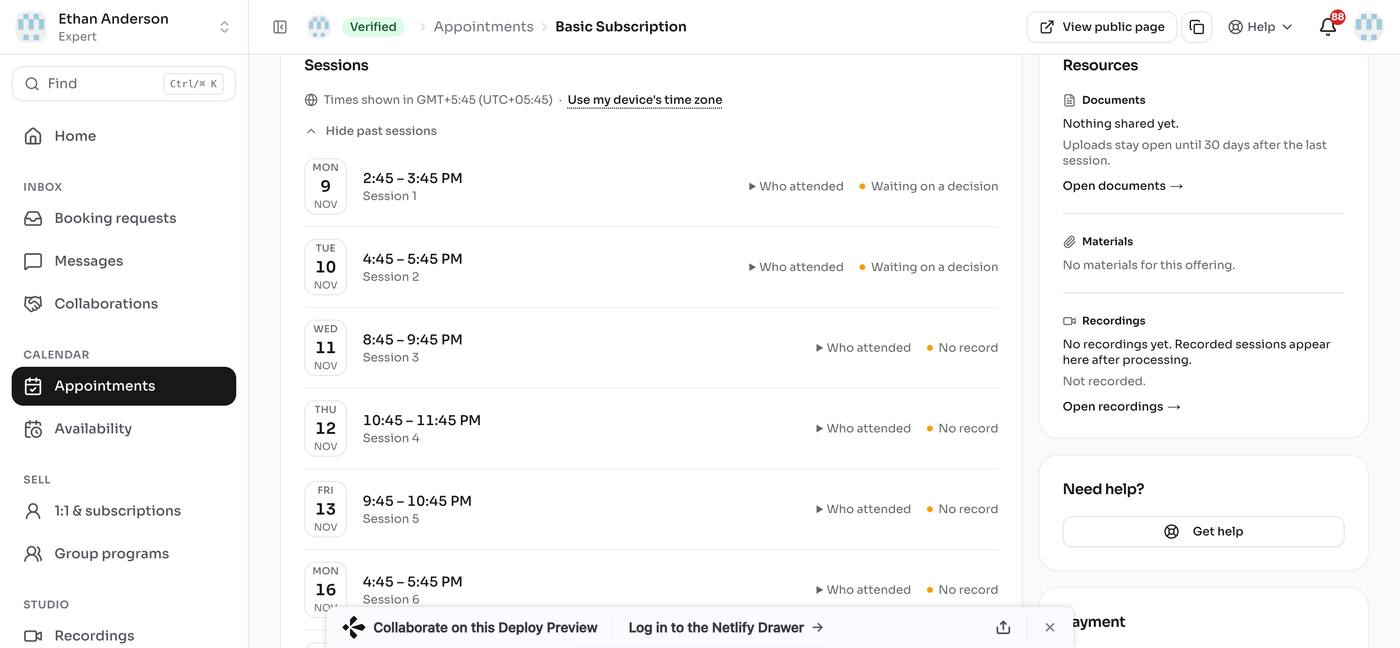 Ethan Anderson
Expert
Find
Ctrl/⌘ K
Home
INBOX
Booking requests
Messages
Collaborations
CALENDAR
Appointments
Availability
SELL
1:1 & subscriptions
Group programs
STUDIO
Recordings
Verified
Appointments
Basic Subscription
View public page
Help
88
Sessions
Times shown in GMT+5:45 (UTC+05:45) · Use my device's time zone
Hide past sessions
MON
9
NOV
2:45 – 3:45 PM
Session 1
Who attended
Waiting on a decision
TUE
10
NOV
4:45 – 5:45 PM
Session 2
Who attended
Waiting on a decision
WED
11
NOV
8:45 – 9:45 PM
Session 3
Who attended
No record
THU
12
NOV
10:45 – 11:45 PM
Session 4
Who attended
No record
FRI
13
NOV
9:45 – 10:45 PM
Session 5
Who attended
No record
MON
16
NOV
4:45 – 5:45 PM
Session 6
Who attended
No record
Resources
Documents
Nothing shared yet.
Uploads stay open until 30 days after the last
session.
Open documents →
Materials
No materials for this offering.
Recordings
No recordings yet. Recorded sessions appear
here after processing.
Not recorded.
Open recordings →
Need help?
Get help
ayment
Collaborate on this Deploy Preview
Log in to the Netlify Drawer →